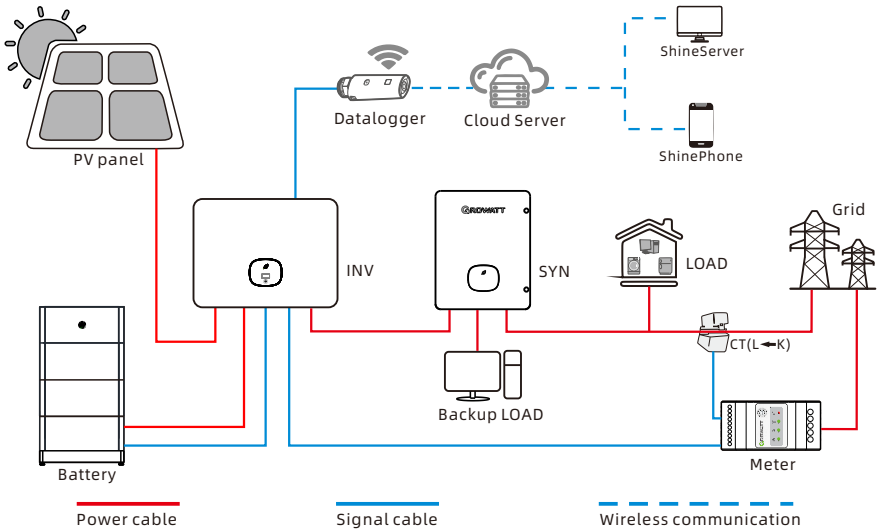 ShineServer
Datalogger
Cloud Server
PV panel
ShinePhone
GROWATT
Grid
INV
SYN
LOAD
CT(L←K)
Backup LOAD
GROWATT
Meter
Battery
Power cable
Signal cable
Wireless communication